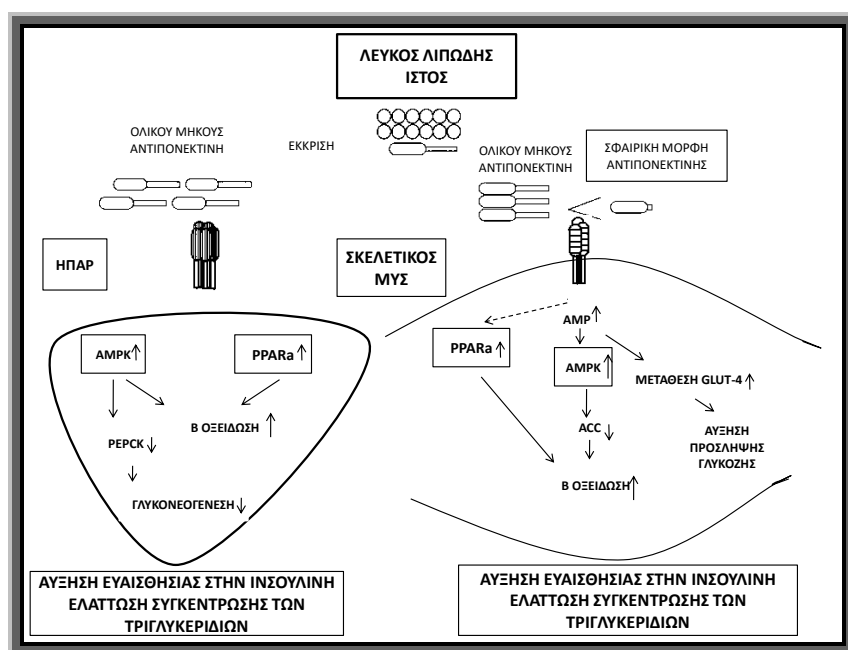 ΛΕΥΚΟΣ ΛΙΠΩΔΗΣ
ΙΣΤΟΣ
ΟΛΙΚΟΥ ΜΗΚΟΥΣ
ΑΝΤΙΠΟΝΕΚΤΙΝΗ
ΕΚΚΡΙΣΗ
ΟΛΙΚΟΥ ΜΗΚΟΥΣ
ΑΝΤΙΠΟΝΕΚΤΙΝΗ
ΣΦΑΙΡΙΚΗ ΜΟΡΦΗ
ΑΝΤΙΠΟΝΕΚΤΙΝΗΣ
ΗΠΑΡ
ΣΚΕΛΕΤΙΚΟΣ
ΜΥΣ
AMPK↑
PPARa↑
Β ΟΞΕΙΔΩΣΗ ↑
PEPCK↓
ΓΛΥΚΟΝΕΟΓΕΝΕΣΗ↓
AMP↑
PPARa↑
AMPK↑
ΜΕΤΑΘΕΣΗ GLUT-4↑
ACC↓
ΑΥΞΗΣΗ
ΠΡΟΣΛΗΨΗΣ
ΓΛΥΚΟΖΗΣ
Β ΟΞΕΙΔΩΣΗ↑
ΑΥΞΗΣΗ ΕΥΑΙΣΘΗΣΙΑΣ ΣΤΗΝ ΙΝΣΟΥΛΙΝΗ
ΕΛΑΤΤΩΣΗ ΣΥΓΚΕΝΤΡΩΣΗΣ ΤΩΝ
ΤΡΙΓΛΥΚΕΡΙΔΙΩΝ
ΑΥΞΗΣΗ ΕΥΑΙΣΘΗΣΙΑΣ ΣΤΗΝ ΙΝΣΟΥΛΙΝΗ
ΕΛΑΤΤΩΣΗ ΣΥΓΚΕΝΤΡΩΣΗΣ ΤΩΝ
ΤΡΙΓΛΥΚΕΡΙΔΙΩΝ